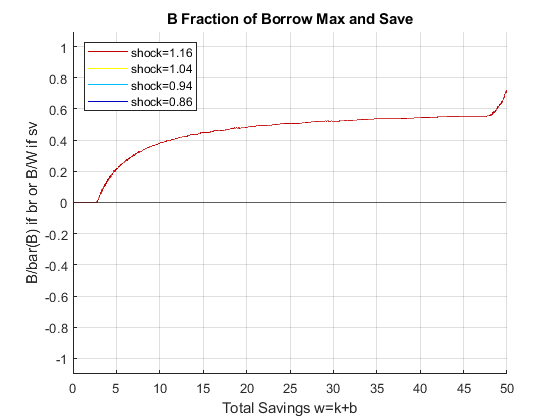 B Fraction of Borrow Max and Save
shock=1.16
shock=1.04
shock=0.94
shock=0.86
B/bar(B) if br or B/W if sv
1
0.8
0.6
0.4
0.2
0
-0.2
-0.4
-0.6
-0.8
-1
0 5 10 15 20 25 30 35 40 45 50
Total Savings w=k+b